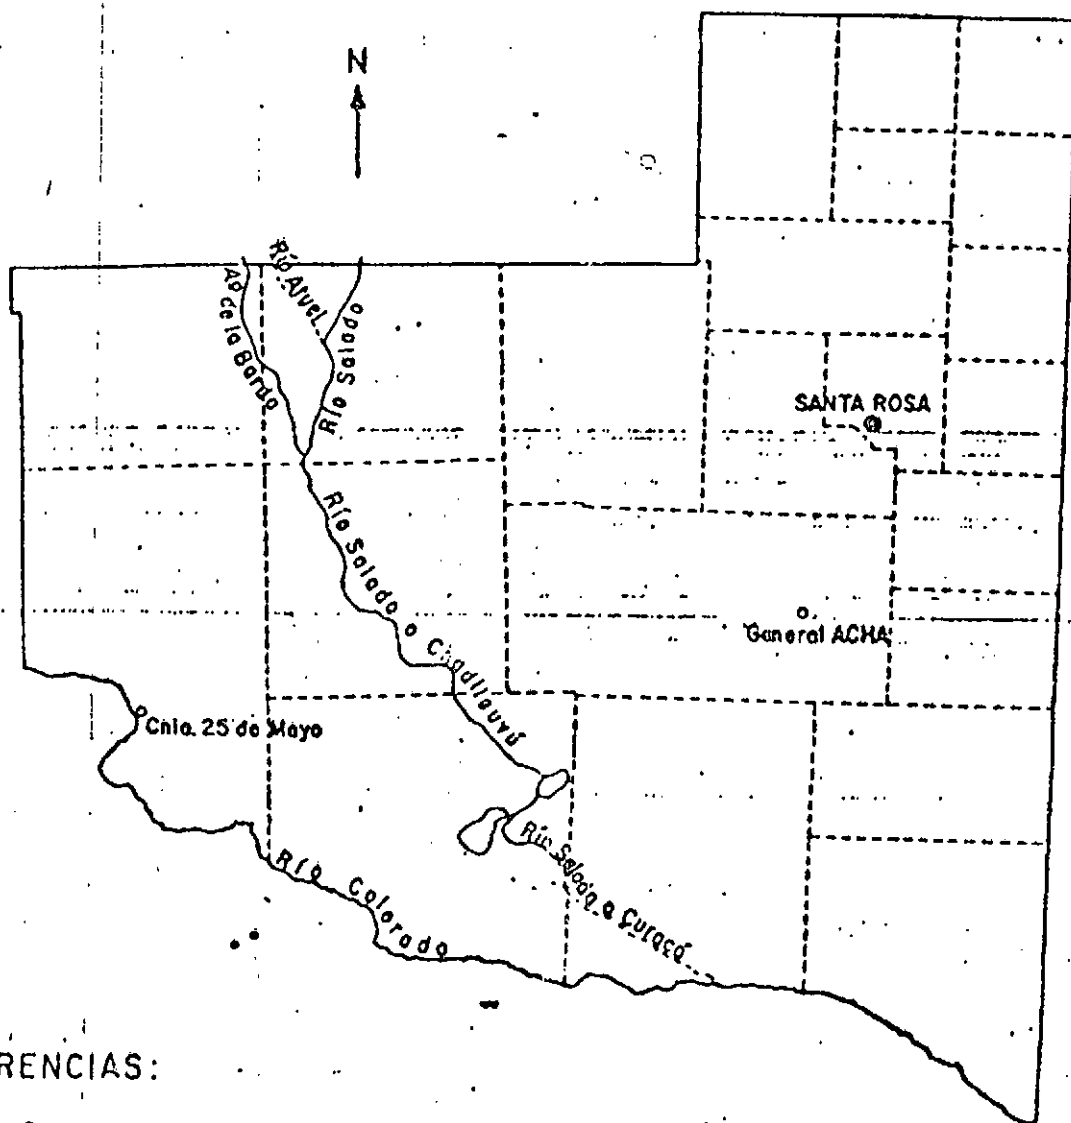 N
Río Atuel
Aº de la Barda
Río Salado
SANTA ROSA
Río Salado o Chadileuvú
General ACHA
Cnia. 25 de Mayo
Río Salado o Curacó
Río Colorado
RENCIAS: